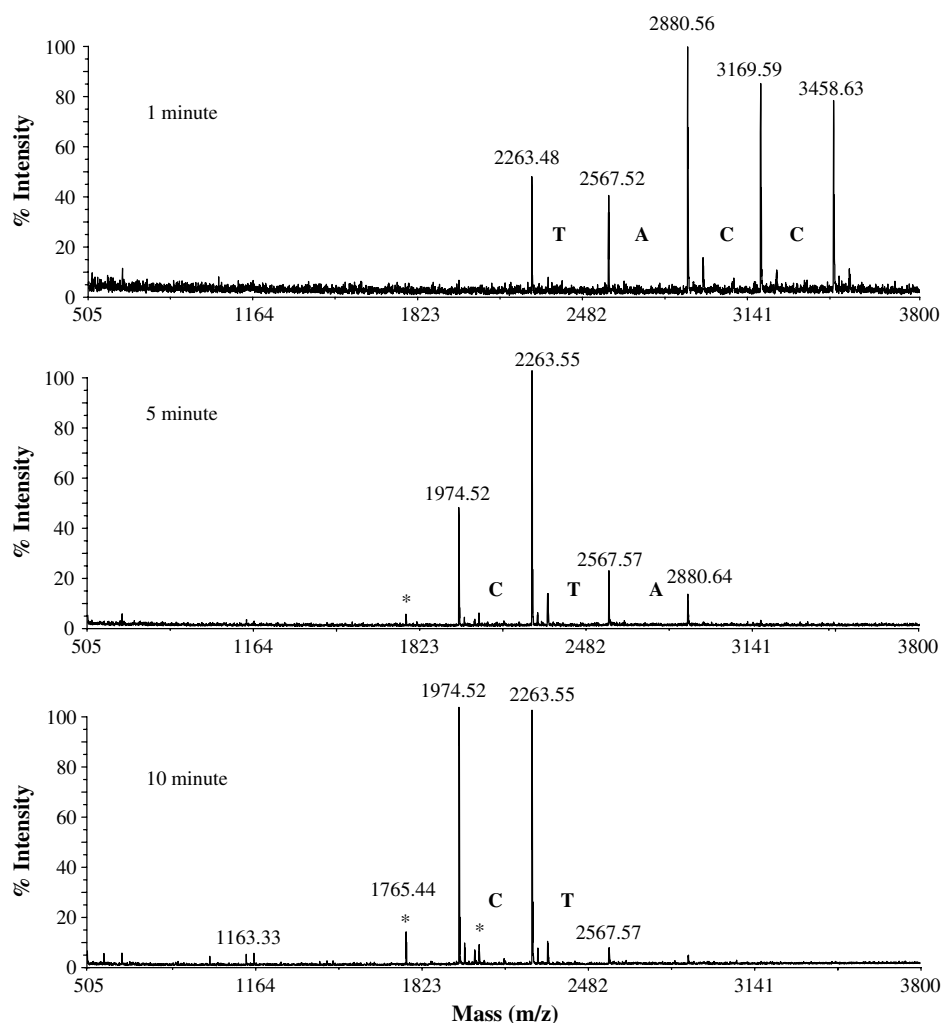 2880.56
100
3169.59
3458.63
80
1 minute
2263.48
60
2567.52
% Intensity
40
T A C C
20
0
505 1164 1823 2482 3141 3800
2263.55
100
5 minute
80
1974.52
60
% Intensity
40
2567.57
2880.64
20
* C T A
0
505 1164 1823 2482 3141 3800
1974.52 2263.55
100
10 minute
80
60
% Intensity
40
1765.44
C T
20
* *
1163.33
2567.57
0
505 1164 1823 2482 3141 3800
Mass (m/z)